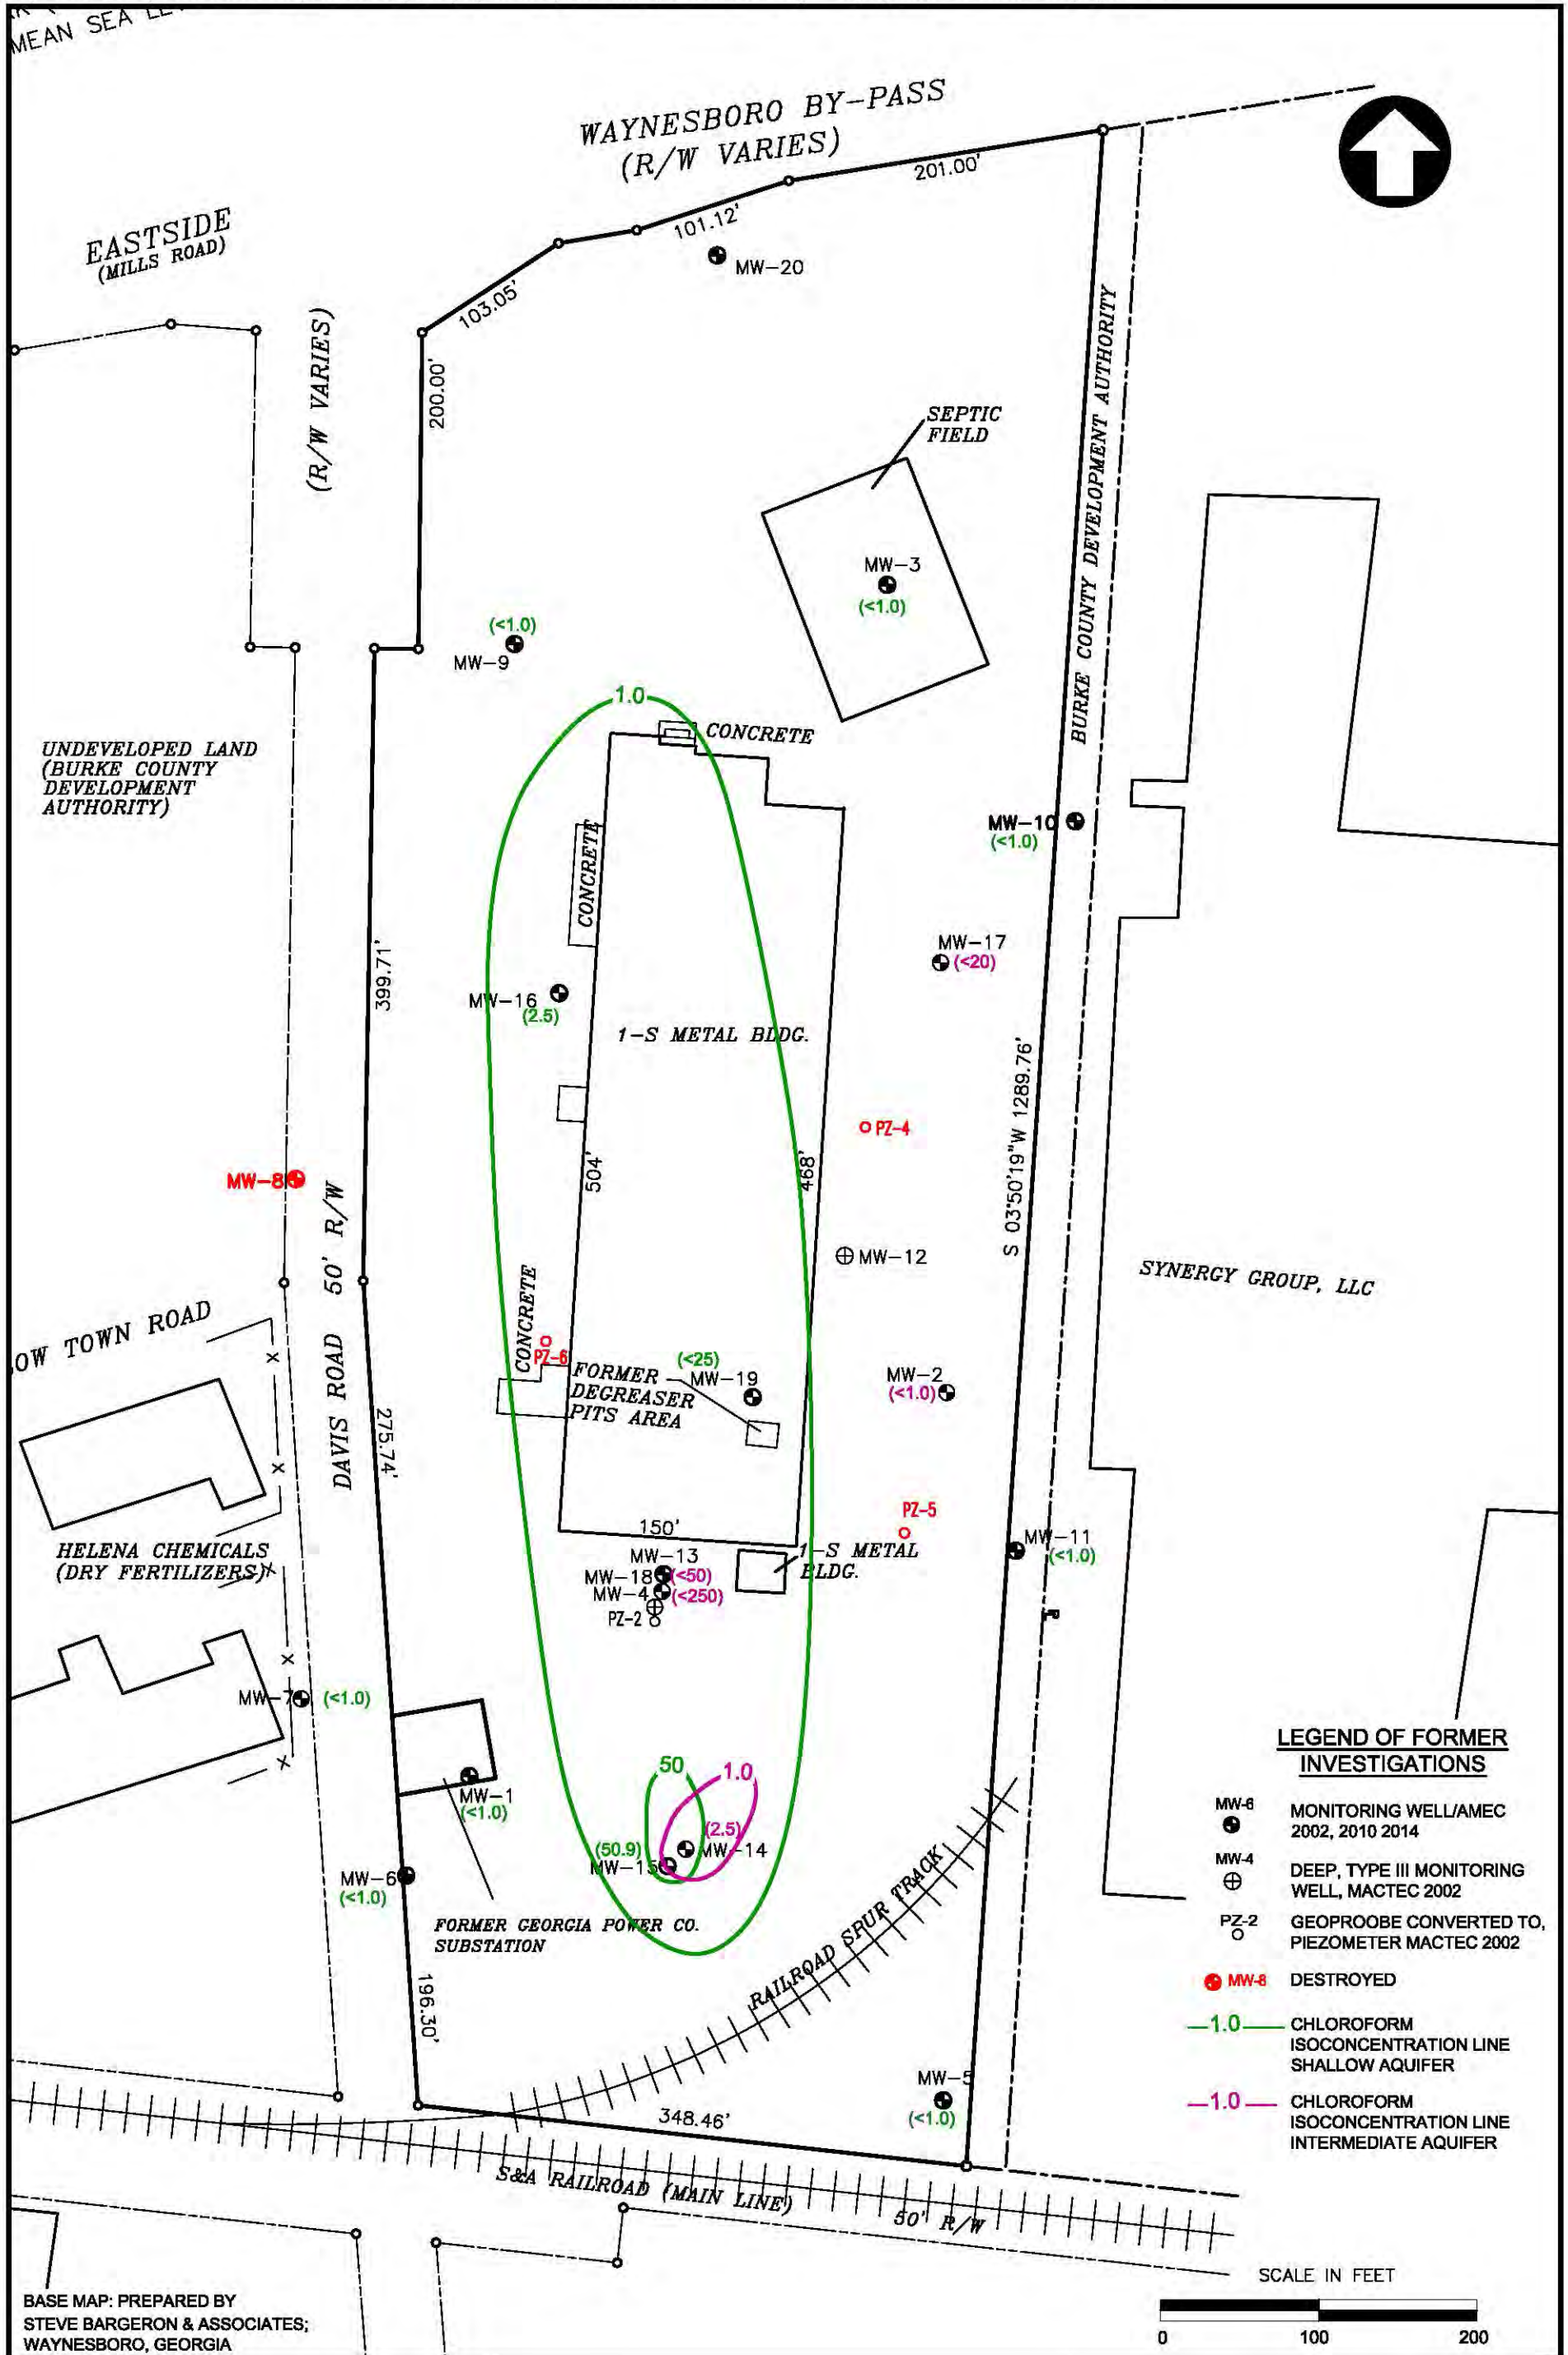 MEAN SEA
WAYNESBORO BY-PASS
(R/W VARIES)
201.00'
101.12'
EASTSIDE
(MILLS ROAD)
MW-20
103.05'
(R/W VARIES)
200.00'
SEPTIC
FIELD
BURKE COUNTY DEVELOPMENT AUTHORITY
MW-3
(<1.0)
(<1.0)
MW-9
1.0
CONCRETE
UNDEVELOPED LAND
(BURKE COUNTY
DEVELOPMENT
AUTHORITY)
MW-10
(<1.0)
CONCRETE
399.71'
MW-17
(<20)
MW-16
(2.5)
1-S METAL BLDG.
S 03°50'19"W 1289.76'
PZ-4
504'
468'
MW-8
DAVIS ROAD 50' R/W
MW-12
SYNERGY GROUP, LLC
OW TOWN ROAD
CONCRETE
PZ-6
(<25)
MW-19
FORMER
DEGREASER
PITS AREA
MW-2
(<1.0)
275.74'
PZ-5
150'
HELENA CHEMICALS
(DRY FERTILIZERS)
MW-13
MW-18 (<50)
MW-4 (<250)
PZ-2
1-S METAL
BLDG.
MW-11
(<1.0)
MW-7 (<1.0)
LEGEND OF FORMER
INVESTIGATIONS
50
1.0
MW-1
(<1.0)
(2.5)
MW-14
(50.9)
MW-15
MW-6
(<1.0)
FORMER GEORGIA POWER CO.
SUBSTATION
RAILROAD SPUR TRACK
MW-6
MONITORING WELL/AMEC
2002, 2010 2014
MW-4
DEEP, TYPE III MONITORING
WELL, MACTEC 2002
PZ-2
GEOPROOBE CONVERTED TO,
PIEZOMETER MACTEC 2002
MW-8 DESTROYED
1.0 CHLOROFORM
ISOCONCENTRATION LINE
SHALLOW AQUIFER
1.0 CHLOROFORM
ISOCONCENTRATION LINE
INTERMEDIATE AQUIFER
196.30'
MW-5
(<1.0)
348.46'
S&A RAILROAD (MAIN LINE)
50' R/W
SCALE IN FEET
0 100 200
BASE MAP: PREPARED BY
STEVE BARGERON & ASSOCIATES;
WAYNESBORO, GEORGIA